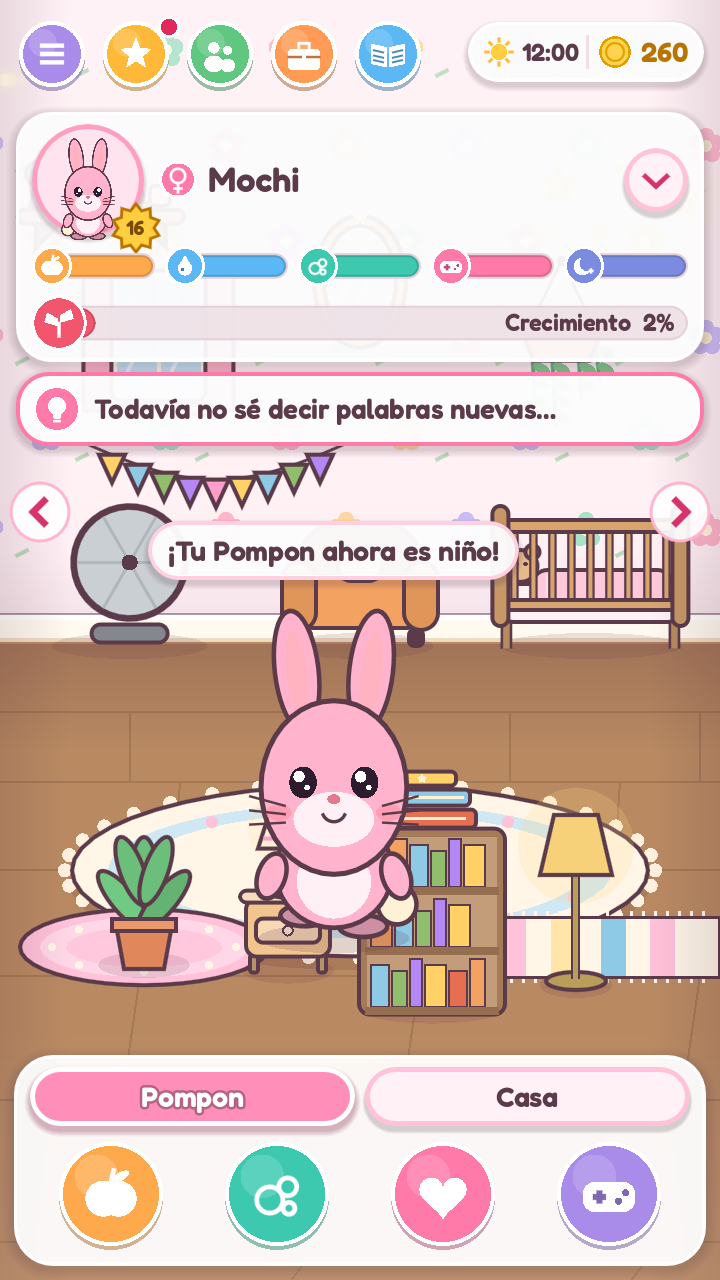 12:00
260
Mochi
16
Crecimiento 2%
Todavía no sé decir palabras nuevas...
¡Tu Pompon ahora es niño!
Pompon
Casa